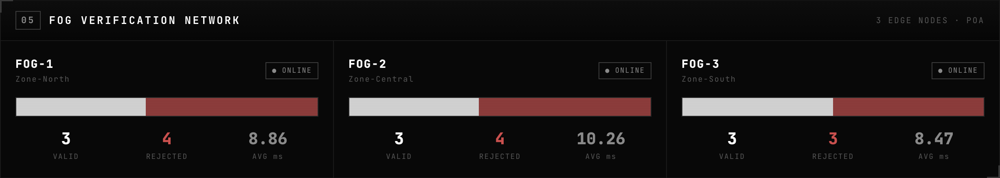 05 FOG VERIFICATION NETWORK
3 EDGE NODES · POA
FOG-1
Zone-North
● ONLINE
3 4 8.86
VALID REJECTED AVG ms
FOG-2
Zone-Central
● ONLINE
3 4 10.26
VALID REJECTED AVG ms
FOG-3
Zone-South
● ONLINE
3 3 8.47
VALID REJECTED AVG ms